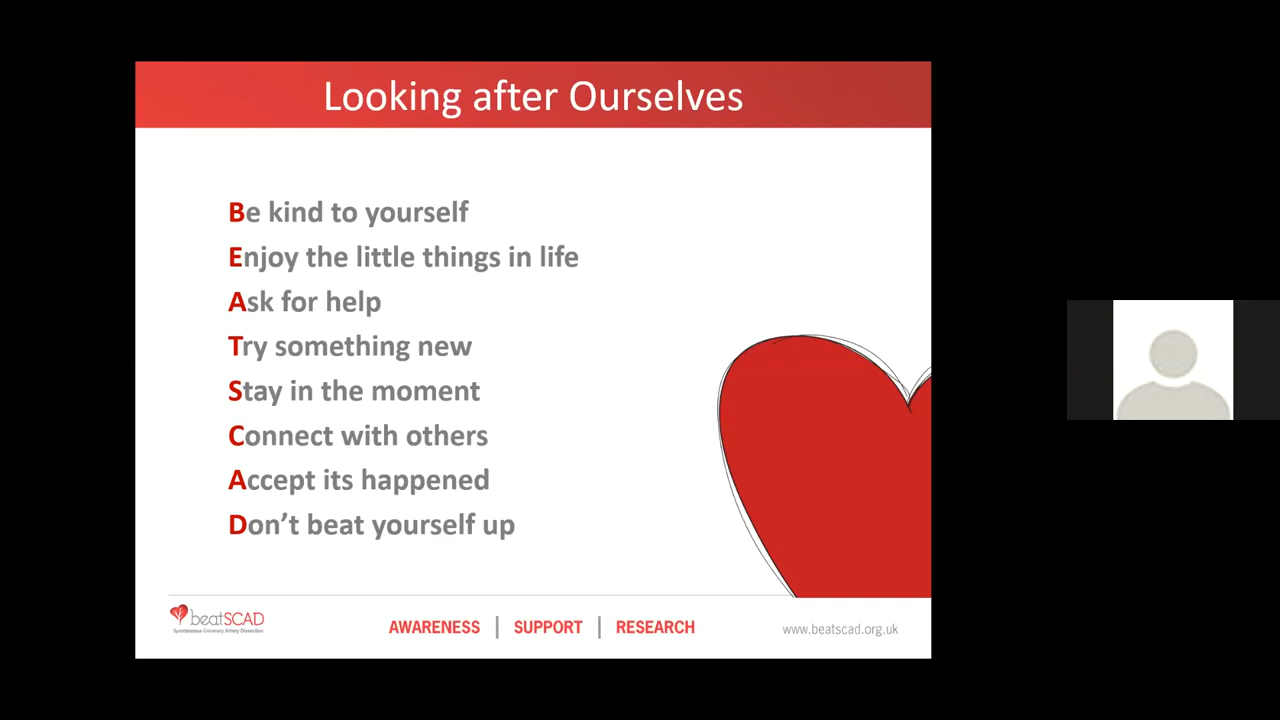 Looking after Ourselves
Be kind to yourself
Enjoy the little things in life
Ask for help
Try something new
Stay in the moment
Connect with others
Accept its happened
Don’t beat yourself up
beatSCAD
Spontaneous Coronary Artery Dissection
AWARENESS | SUPPORT | RESEARCH
www.beatscad.org.uk